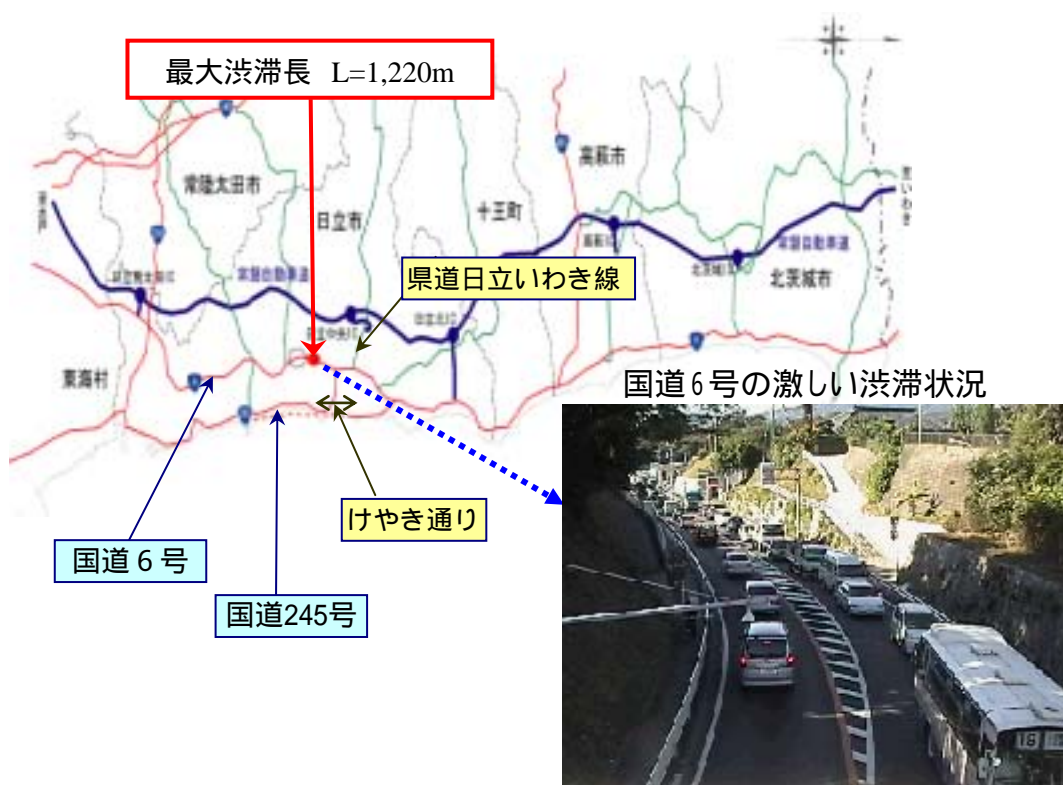 最大渋滞長 L=1,220m
高萩市
常陸太田市
日立市
十王町
常磐自動車道
常磐自動車道
北茨城市
県道日立いわき線
東海村
国道6号の激しい渋滞状況
けやき通り
国道6号
国道245号